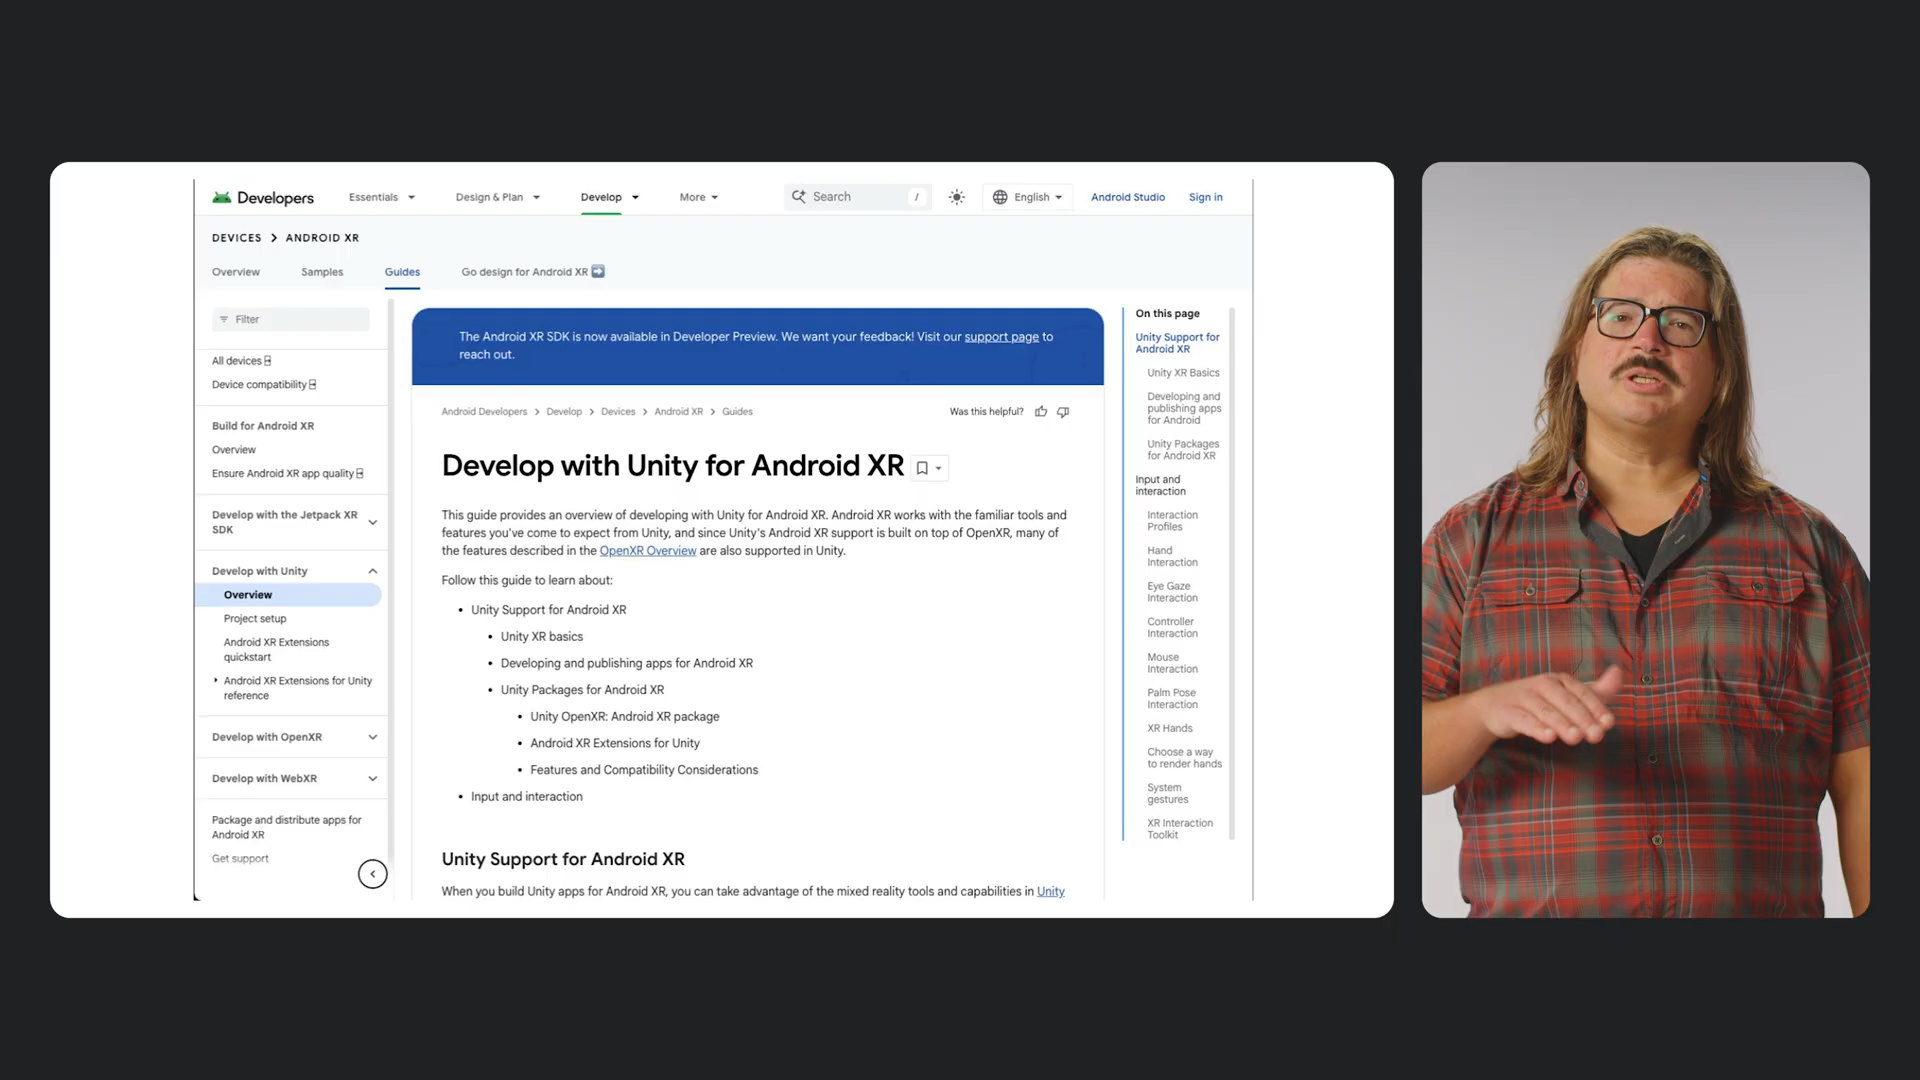 Developers
Essentials
Design & Plan
Develop
More
Search
/
English
Android Studio
Sign in
DEVICES > ANDROID XR
Overview
Samples
Guides
Go design for Android XR
Filter
All devices
Device compatibility
Build for Android XR
Overview
Ensure Android XR app quality
Develop with the Jetpack XR
SDK
Develop with Unity
Overview
Project setup
Android XR Extensions
quickstart
Android XR Extensions for Unity
reference
Develop with OpenXR
Develop with WebXR
Package and distribute apps for
Android XR
Get support
The Android XR SDK is now available in Developer Preview. We want your feedback! Visit our support page to
reach out.
Android Developers > Develop > Devices > Android XR > Guides
Was this helpful?
Develop with Unity for Android XR
This guide provides an overview of developing with Unity for Android XR. Android XR works with the familiar tools and
features you've come to expect from Unity, and since Unity's Android XR support is built on top of OpenXR, many of
the features described in the OpenXR Overview are also supported in Unity.
Follow this guide to learn about:
• Unity Support for Android XR
• Unity XR basics
• Developing and publishing apps for Android XR
• Unity Packages for Android XR
• Unity OpenXR: Android XR package
• Android XR Extensions for Unity
• Features and Compatibility Considerations
• Input and interaction
Unity Support for Android XR
When you build Unity apps for Android XR, you can take advantage of the mixed reality tools and capabilities in Unity
On this page
Unity Support for
Android XR
Unity XR Basics
Developing and
publishing apps
for Android
Unity Packages
for Android XR
Input and
interaction
Interaction
Profiles
Hand
Interaction
Eye Gaze
Interaction
Controller
Interaction
Mouse
Interaction
Palm Pose
Interaction
XR Hands
Choose a way
to render hands
System
gestures
XR Interaction
Toolkit